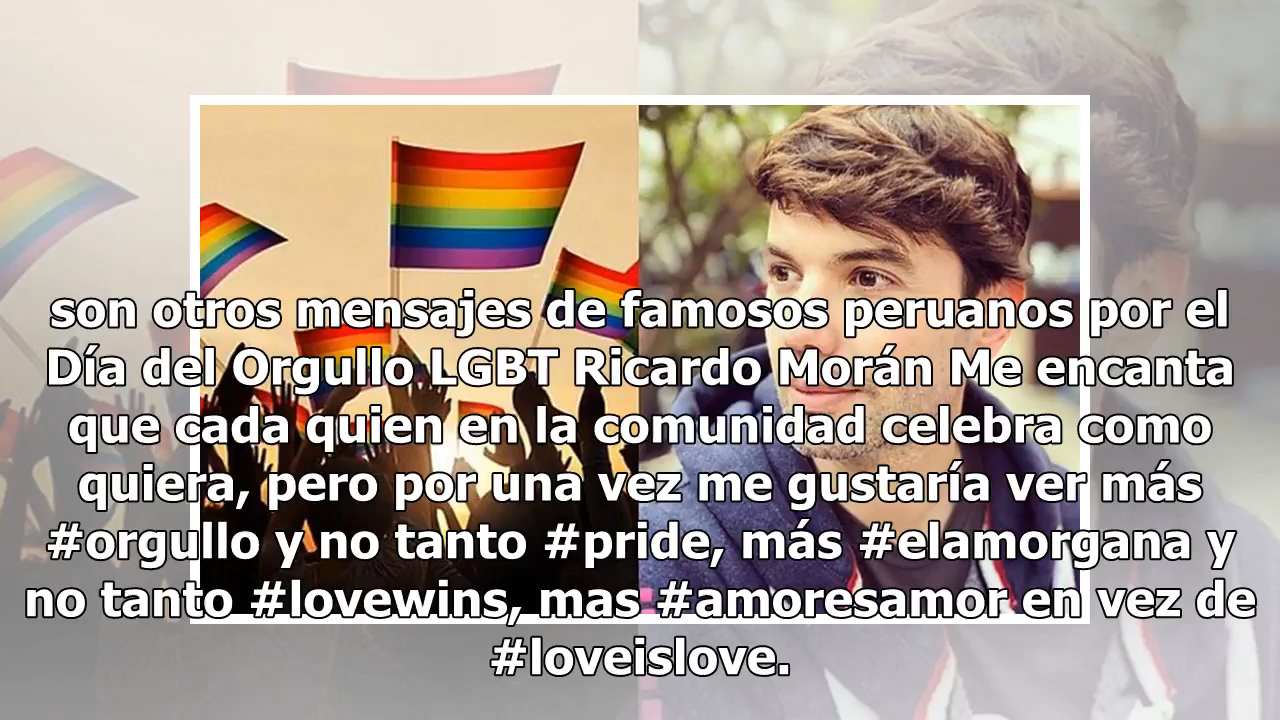 son otros mensajes de famosos peruanos por el
Día del Orgullo LGBT Ricardo Morán Me encanta
que cada quien en la comunidad celebra como
quiera, pero por una vez me gustaría ver más
#orgullo y no tanto #pride, más #elamorgana y
no tanto #lovewins, mas #amoresamor en vez de
#loveislove.